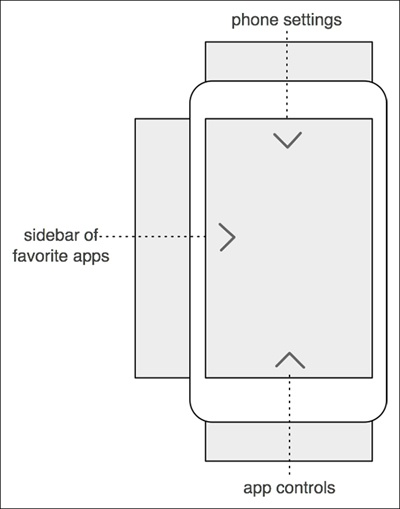 phone settings
sidebar of
favorite apps
app controls